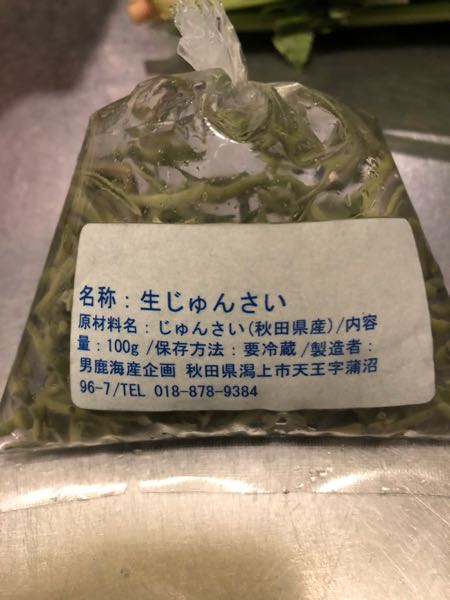 名称：生じゅんさい
原材料名：じゅんさい(秋田県産)/内容
量：100g/保存方法：要冷蔵/製造者：
男鹿海産企画 秋田県潟上市天王字蒲沼
96-7/TEL 018-878-9384